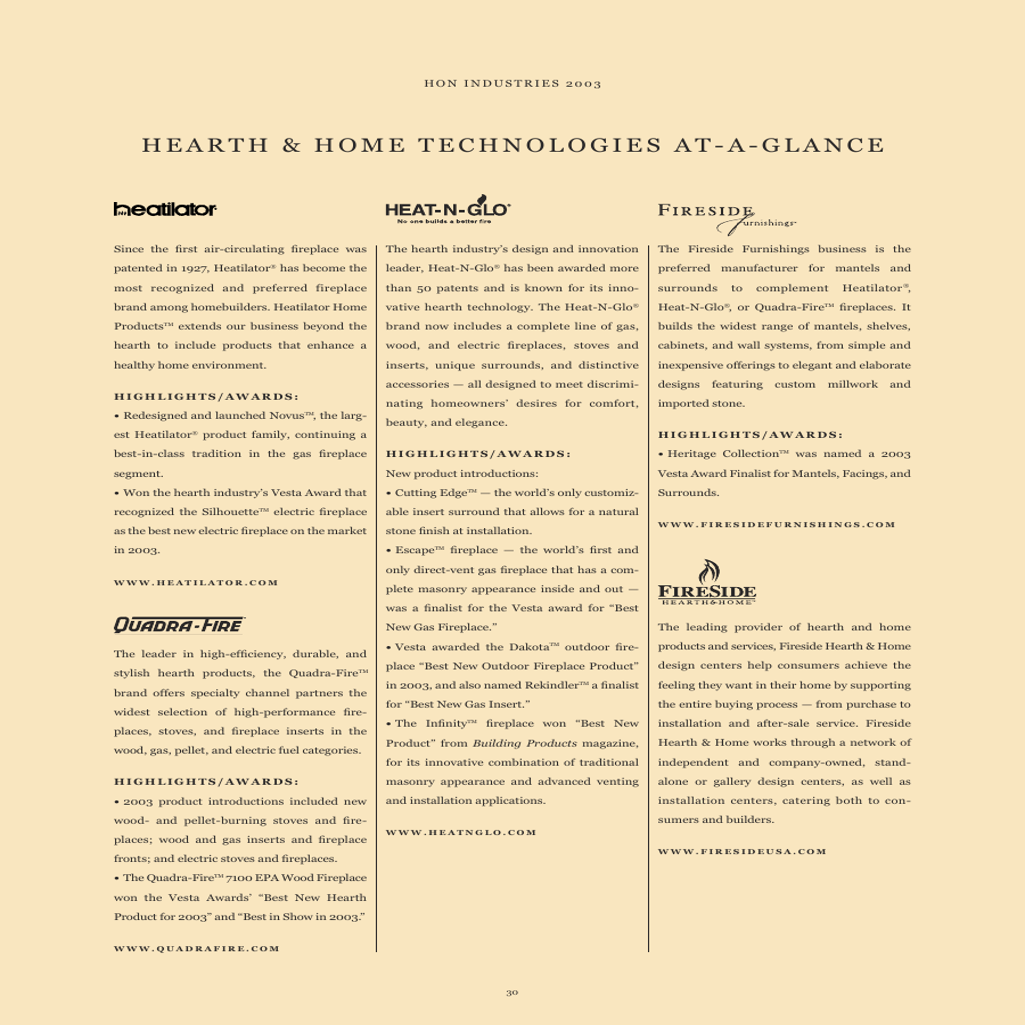 HON INDUSTRIES 2003
HEARTH & HOME TECHNOLOGIES AT-A-GLANCE
heatilator
Since the first air-circulating fireplace was
patented in 1927, Heatilator® has become the
most recognized and preferred fireplace
brand among homebuilders. Heatilator Home
Products™ extends our business beyond the
hearth to include products that enhance a
healthy home environment.
HIGHLIGHTS/AWARDS:
• Redesigned and launched Novus™, the larg-
est Heatilator® product family, continuing a
best-in-class tradition in the gas fireplace
segment.
• Won the hearth industry's Vesta Award that
recognized the Silhouette™ electric fireplace
as the best new electric fireplace on the market
in 2003.
WWW.HEATILATOR.COM
QUADRA-FIRE
The leader in high-efficiency, durable, and
stylish hearth products, the Quadra-Fire™
brand offers specialty channel partners the
widest selection of high-performance fire-
places, stoves, and fireplace inserts in the
wood, gas, pellet, and electric fuel categories.
HIGHLIGHTS/AWARDS:
• 2003 product introductions included new
wood- and pellet-burning stoves and fire-
places; wood and gas inserts and fireplace
fronts; and electric stoves and fireplaces.
• The Quadra-Fire™ 7100 EPA Wood Fireplace
won the Vesta Awards' “Best New Hearth
Product for 2003” and “Best in Show in 2003.”
WWW.QUADRAFIRE.COM
HEAT-N-GLO®
No one builds a better fire
The hearth industry's design and innovation
leader, Heat-N-Glo® has been awarded more
than 50 patents and is known for its inno-
vative hearth technology. The Heat-N-Glo®
brand now includes a complete line of gas,
wood, and electric fireplaces, stoves and
inserts, unique surrounds, and distinctive
accessories — all designed to meet discrimi-
nating homeowners' desires for comfort,
beauty, and elegance.
HIGHLIGHTS/AWARDS:
New product introductions:
• Cutting Edge™ — the world's only customiz-
able insert surround that allows for a natural
stone finish at installation.
• Escape™ fireplace — the world's first and
only direct-vent gas fireplace that has a com-
plete masonry appearance inside and out —
was a finalist for the Vesta award for “Best
New Gas Fireplace.”
• Vesta awarded the Dakota™ outdoor fire-
place “Best New Outdoor Fireplace Product”
in 2003, and also named Rekindler™ a finalist
for “Best New Gas Insert.”
• The Infinity™ fireplace won “Best New
Product” from Building Products magazine,
for its innovative combination of traditional
masonry appearance and advanced venting
and installation applications.
WWW.HEATNGLO.COM
FIRESIDE
Furnishings
The Fireside Furnishings business is the
preferred manufacturer for mantels and
surrounds to complement Heatilator®,
Heat-N-Glo®, or Quadra-Fire™ fireplaces. It
builds the widest range of mantels, shelves,
cabinets, and wall systems, from simple and
inexpensive offerings to elegant and elaborate
designs featuring custom millwork and
imported stone.
HIGHLIGHTS/AWARDS:
• Heritage Collection™ was named a 2003
Vesta Award Finalist for Mantels, Facings, and
Surrounds.
WWW.FIRESIDEFURNISHINGS.COM
FIRESIDE
HEARTH & HOME™
The leading provider of hearth and home
products and services, Fireside Hearth & Home
design centers help consumers achieve the
feeling they want in their home by supporting
the entire buying process — from purchase to
installation and after-sale service. Fireside
Hearth & Home works through a network of
independent and company-owned, stand-
alone or gallery design centers, as well as
installation centers, catering both to con-
sumers and builders.
WWW.FIRESIDEUSA.COM
30